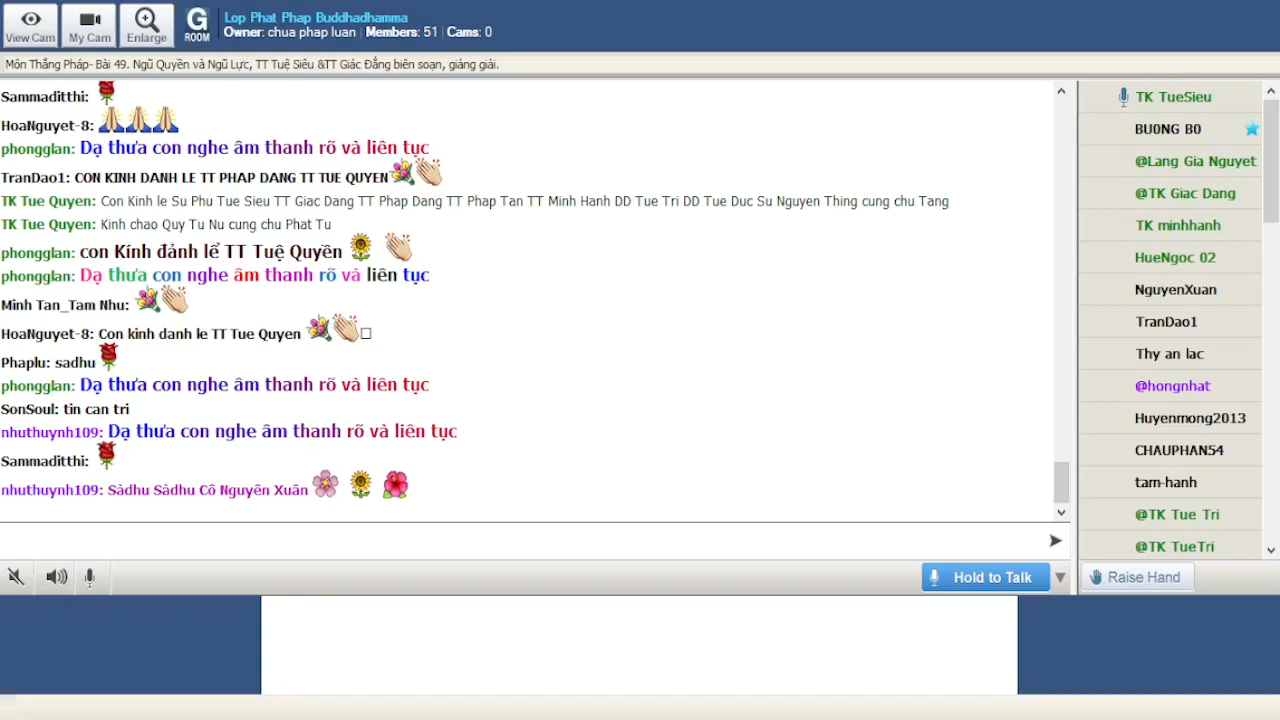 View Cam
My Cam
Enlarge
G
ROOM
Lop Phat Phap Buddhadhamma
Owner: chua phap luan | Members: 51 | Cams: 0
Môn Thắng Pháp- Bài 49. Ngũ Quyền và Ngũ Lực, TT Tuệ Siêu &TT Giác Đẳng biên soạn, giảng giải.
Sammaditthi:
HoaNguyet-8:
phongglan: Dạ thưa con nghe âm thanh rõ và liên tục
TranDao1: CON KINH DANH LE TT PHAP DANG TT TUE QUYEN
TK Tue Quyen: Con Kinh le Su Phu Tue Sieu TT Giac Dang TT Phap Dang TT Phap Tan TT Minh Hanh DD Tue Tri DD Tue Duc Su Nguyen Thing cung chu Tang
TK Tue Quyen: Kinh chao Quy Tu Nu cung chu Phat Tu
phongglan: con Kính đảnh lể TT Tuệ Quyền
phongglan: Dạ thưa con nghe âm thanh rõ và liên tục
Minh Tan_Tam Nhu:
HoaNguyet-8: Con kinh danh le TT Tue Quyen
Phaplu: sadhu
phongglan: Dạ thưa con nghe âm thanh rõ và liên tục
SonSoul: tin can tri
nhuthuynh109: Dạ thưa con nghe âm thanh rõ và liên tục
Sammaditthi:
nhuthuynh109: Sàdhu Sàdhu Cô Nguyên Xuân
Hold to Talk
TK TueSieu
BU0NG B0
@Lang Gia Nguyet
@TK Giac Dang
TK minhhanh
HueNgoc 02
NguyenXuan
TranDao1
Thy an lac
@hongnhat
Huyenmong2013
CHAUPHAN54
tam-hanh
@TK Tue Tri
@TK TueTri
Raise Hand